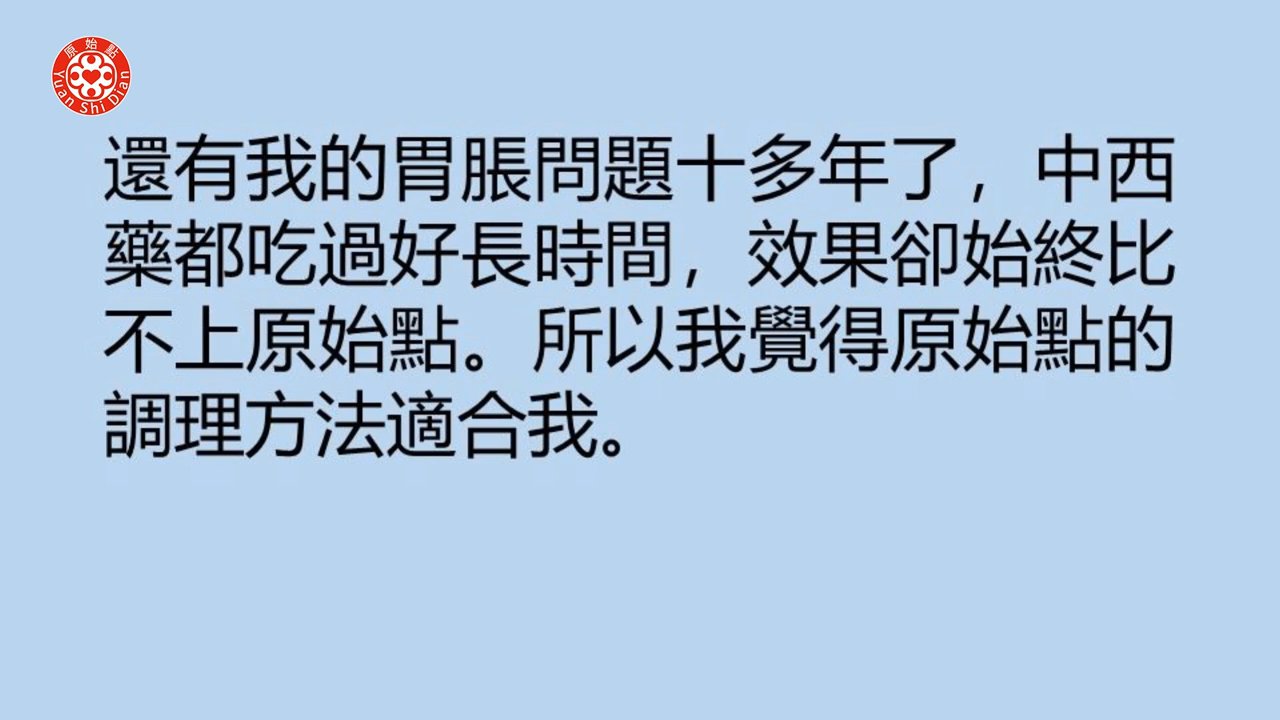 原始點
Yuan Shi Dian
還有我的胃脹問題十多年了，中西
藥都吃過好長時間，效果卻始終比
不上原始點。所以我覺得原始點的
調理方法適合我。